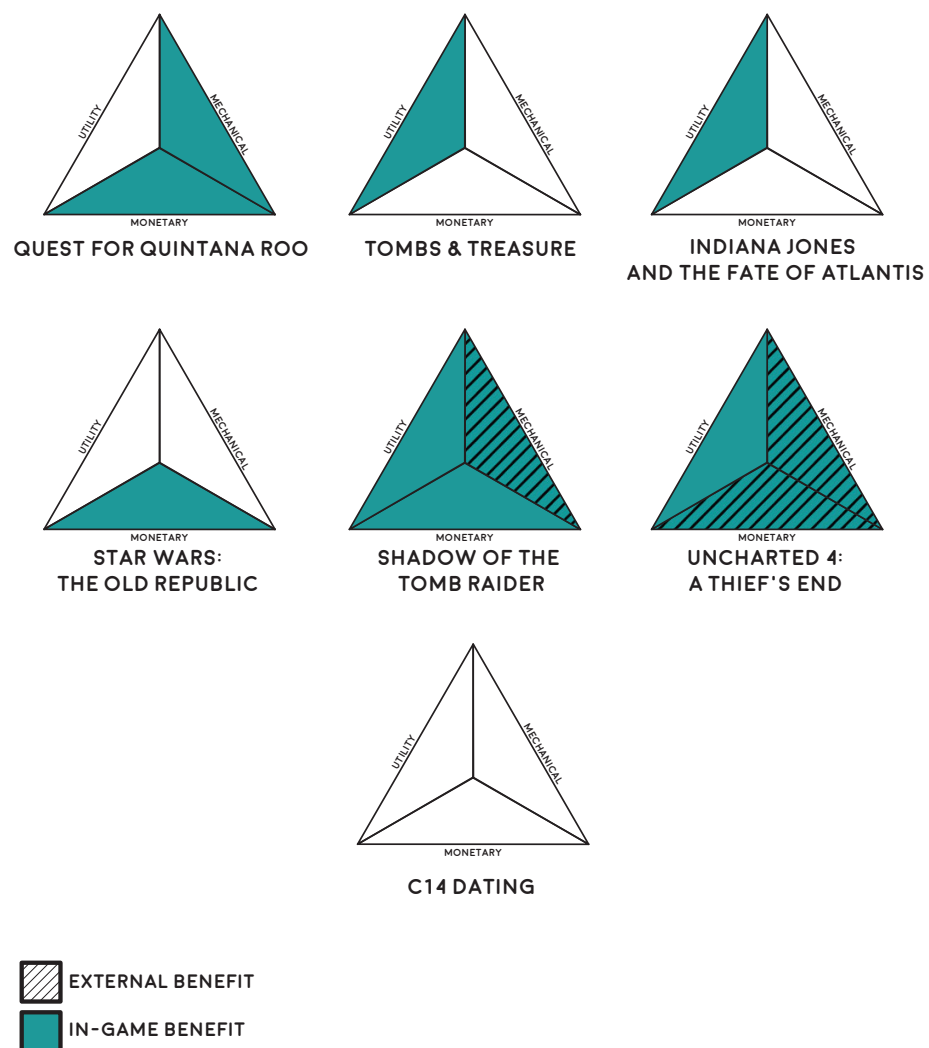 UTILITY
MECHANICAL
MONETARY
QUEST FOR QUINTANA ROO
UTILITY
MECHANICAL
MONETARY
TOMBS & TREASURE
UTILITY
MECHANICAL
MONETARY
INDIANA JONES
AND THE FATE OF ATLANTIS
UTILITY
MECHANICAL
MONETARY
STAR WARS:
THE OLD REPUBLIC
UTILITY
MECHANICAL
MONETARY
SHADOW OF THE
TOMB RAIDER
UTILITY
MECHANICAL
MONETARY
UNCHARTED 4:
A THIEF'S END
UTILITY
MECHANICAL
MONETARY
C14 DATING
EXTERNAL BENEFIT
IN-GAME BENEFIT